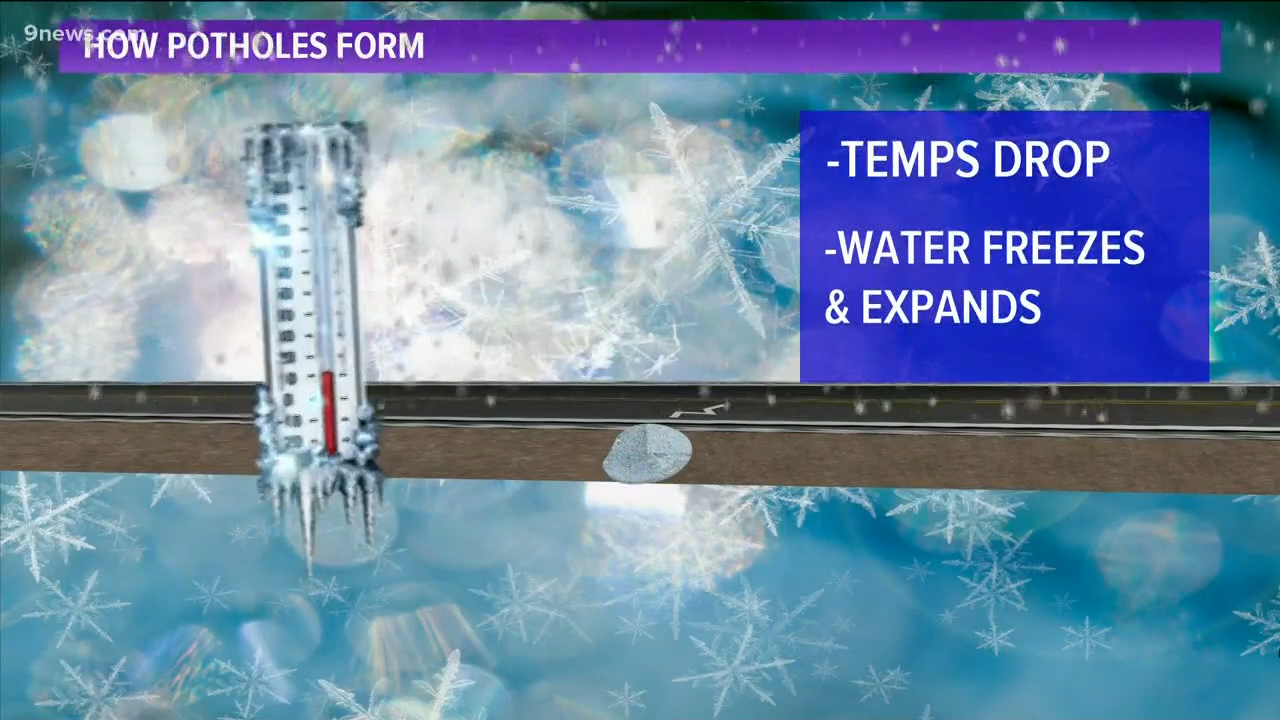 9news.com
HOW POTHOLES FORM
-TEMPS DROP
-WATER FREEZES
& EXPANDS